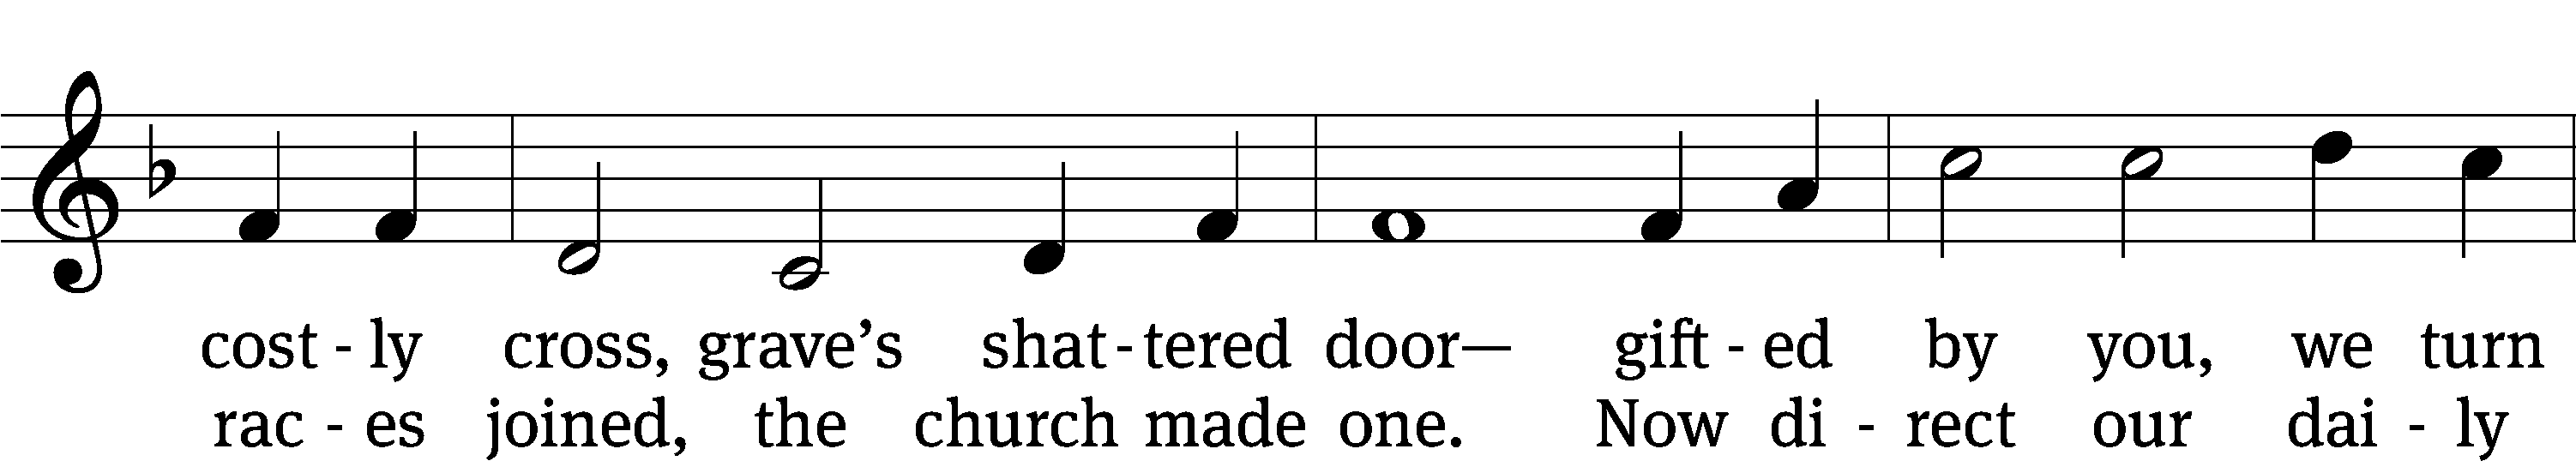 cost - ly cross, grave’s shat - tered door— gift - ed by you, we turn
rac - es joined, the church made one. Now di - rect our dai - ly